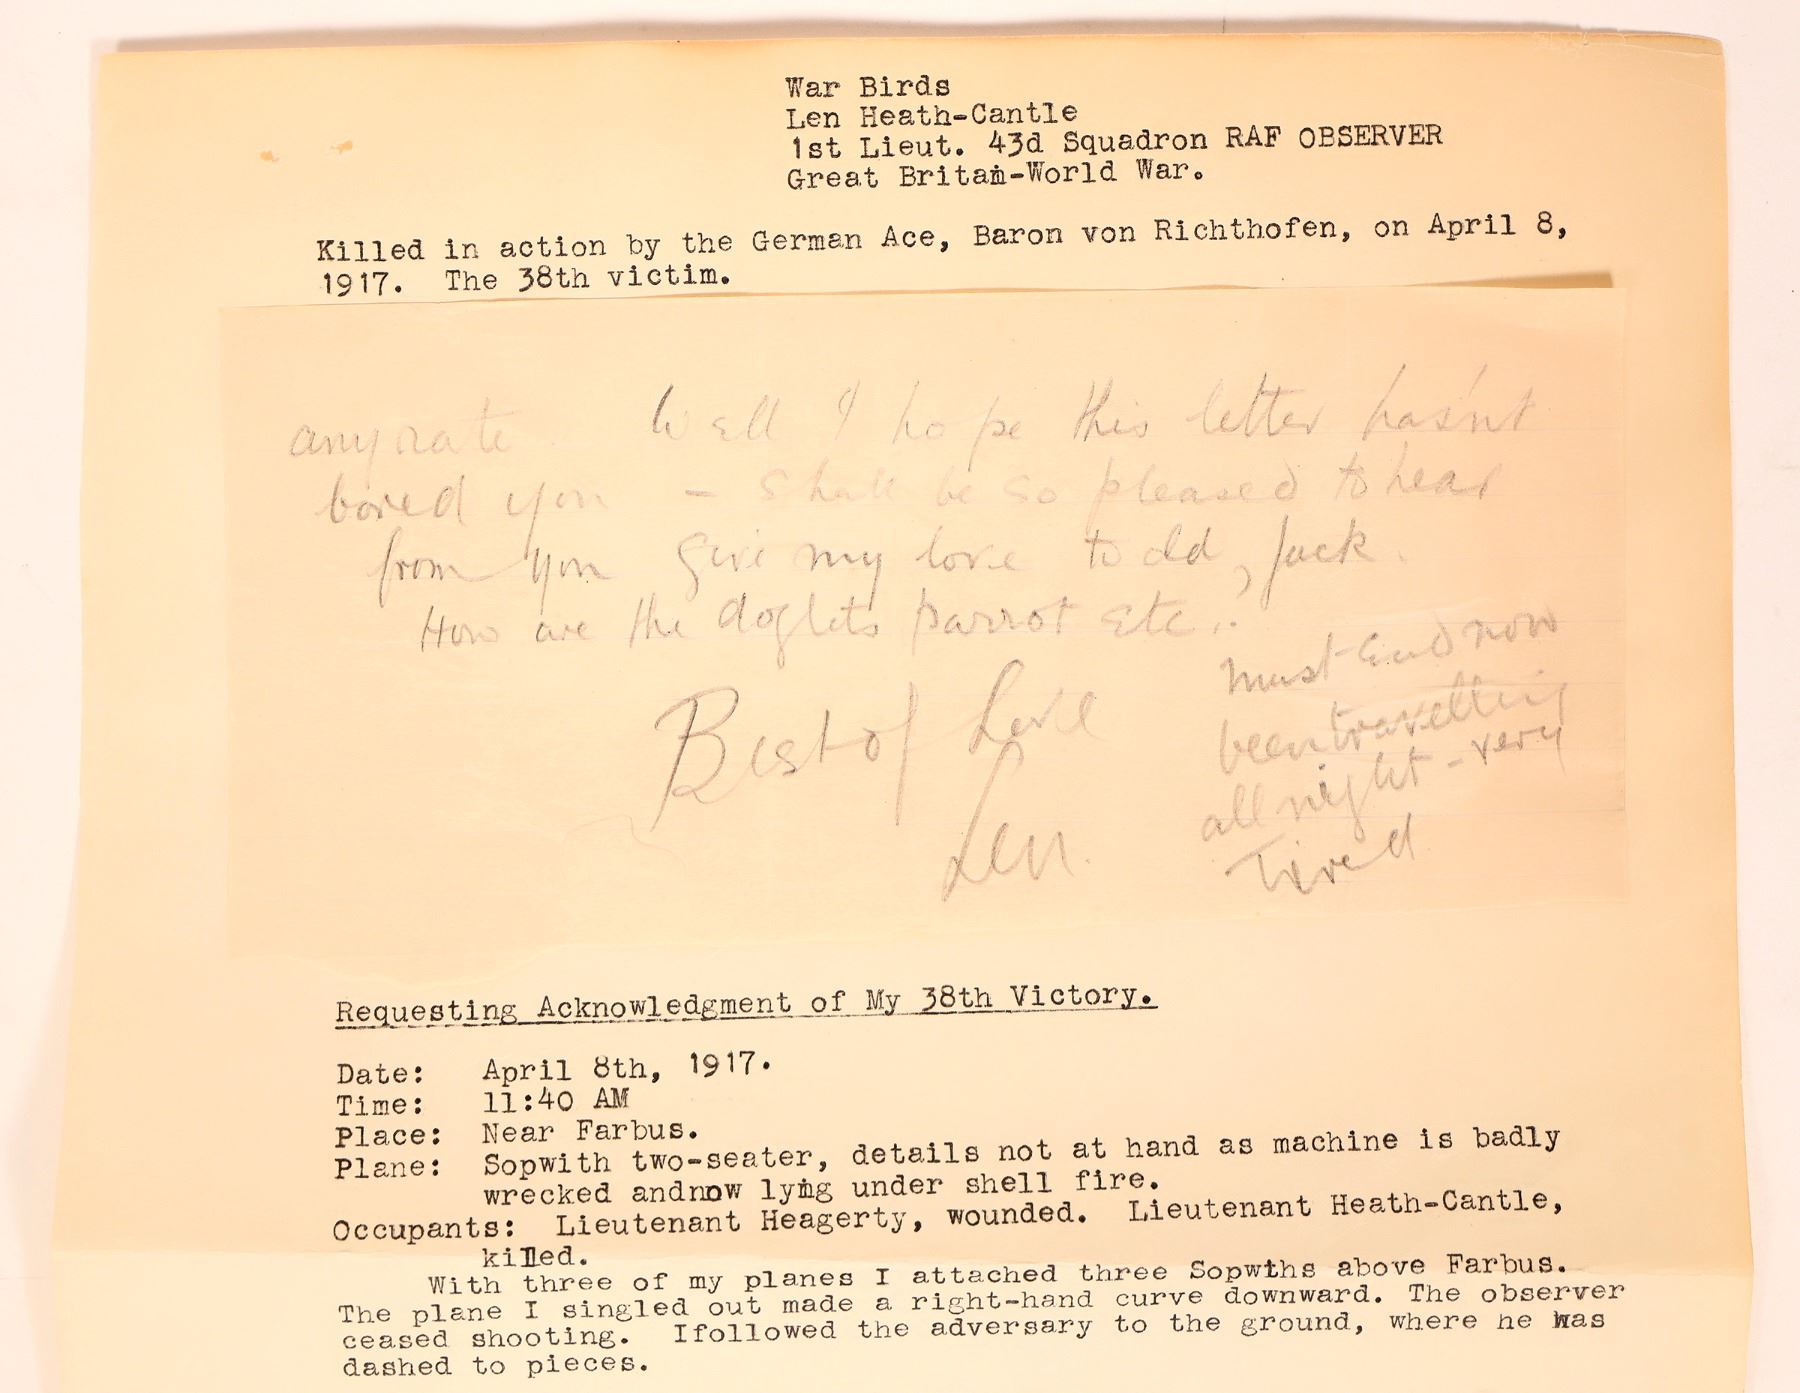 War Birds
Len Heath-Cantle
1st Lieut. 43d Squadron RAF OBSERVER
Great Britain-World War.
Killed in action by the German Ace, Baron von Richthofen, on April 8,
1917. The 38th victim.
anyrate Well I hope this letter has'nt
bored you - shall be so pleased to hear
from you Give my love to old Jack.
How are the doglets parrot etc.?
Must end now
been travelling
all night - very
Tired
Best of Love
Len.
Requesting Acknowledgment of My 38th Victory.
Date: April 8th, 1917.
Time: 11:40 AM
Place: Near Farbus.
Plane: Sopwith two-seater, details not at hand as machine is badly
wrecked andnow lying under shell fire.
Occupants: Lieutenant Heagerty, wounded. Lieutenant Heath-Cantle,
killed.
With three of my planes I attached three Sopwths above Farbus.
The plane I singled out made a right-hand curve downward. The observer
ceased shooting. Ifollowed the adversary to the ground, where he was
dashed to pieces.